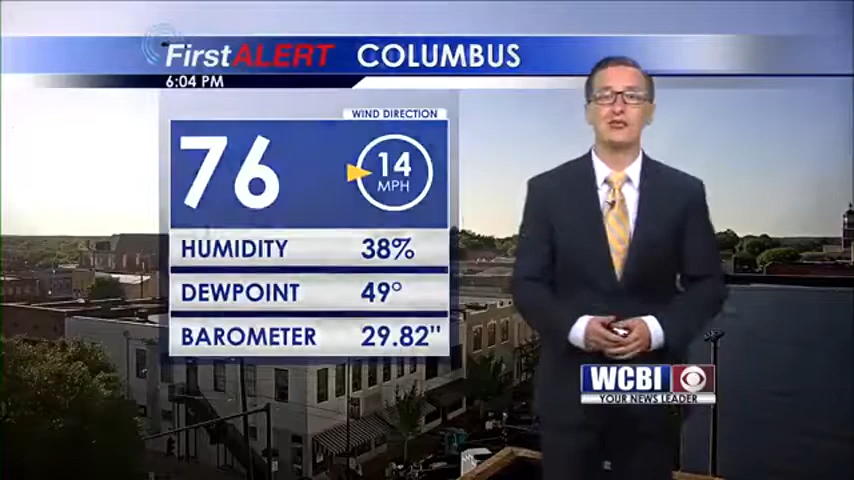 FirstALERT COLUMBUS
6:04 PM
WIND DIRECTION
76
14
MPH
HUMIDITY 38%
DEWPOINT 49°
BAROMETER 29.82"
WCBI
YOUR NEWS LEADER